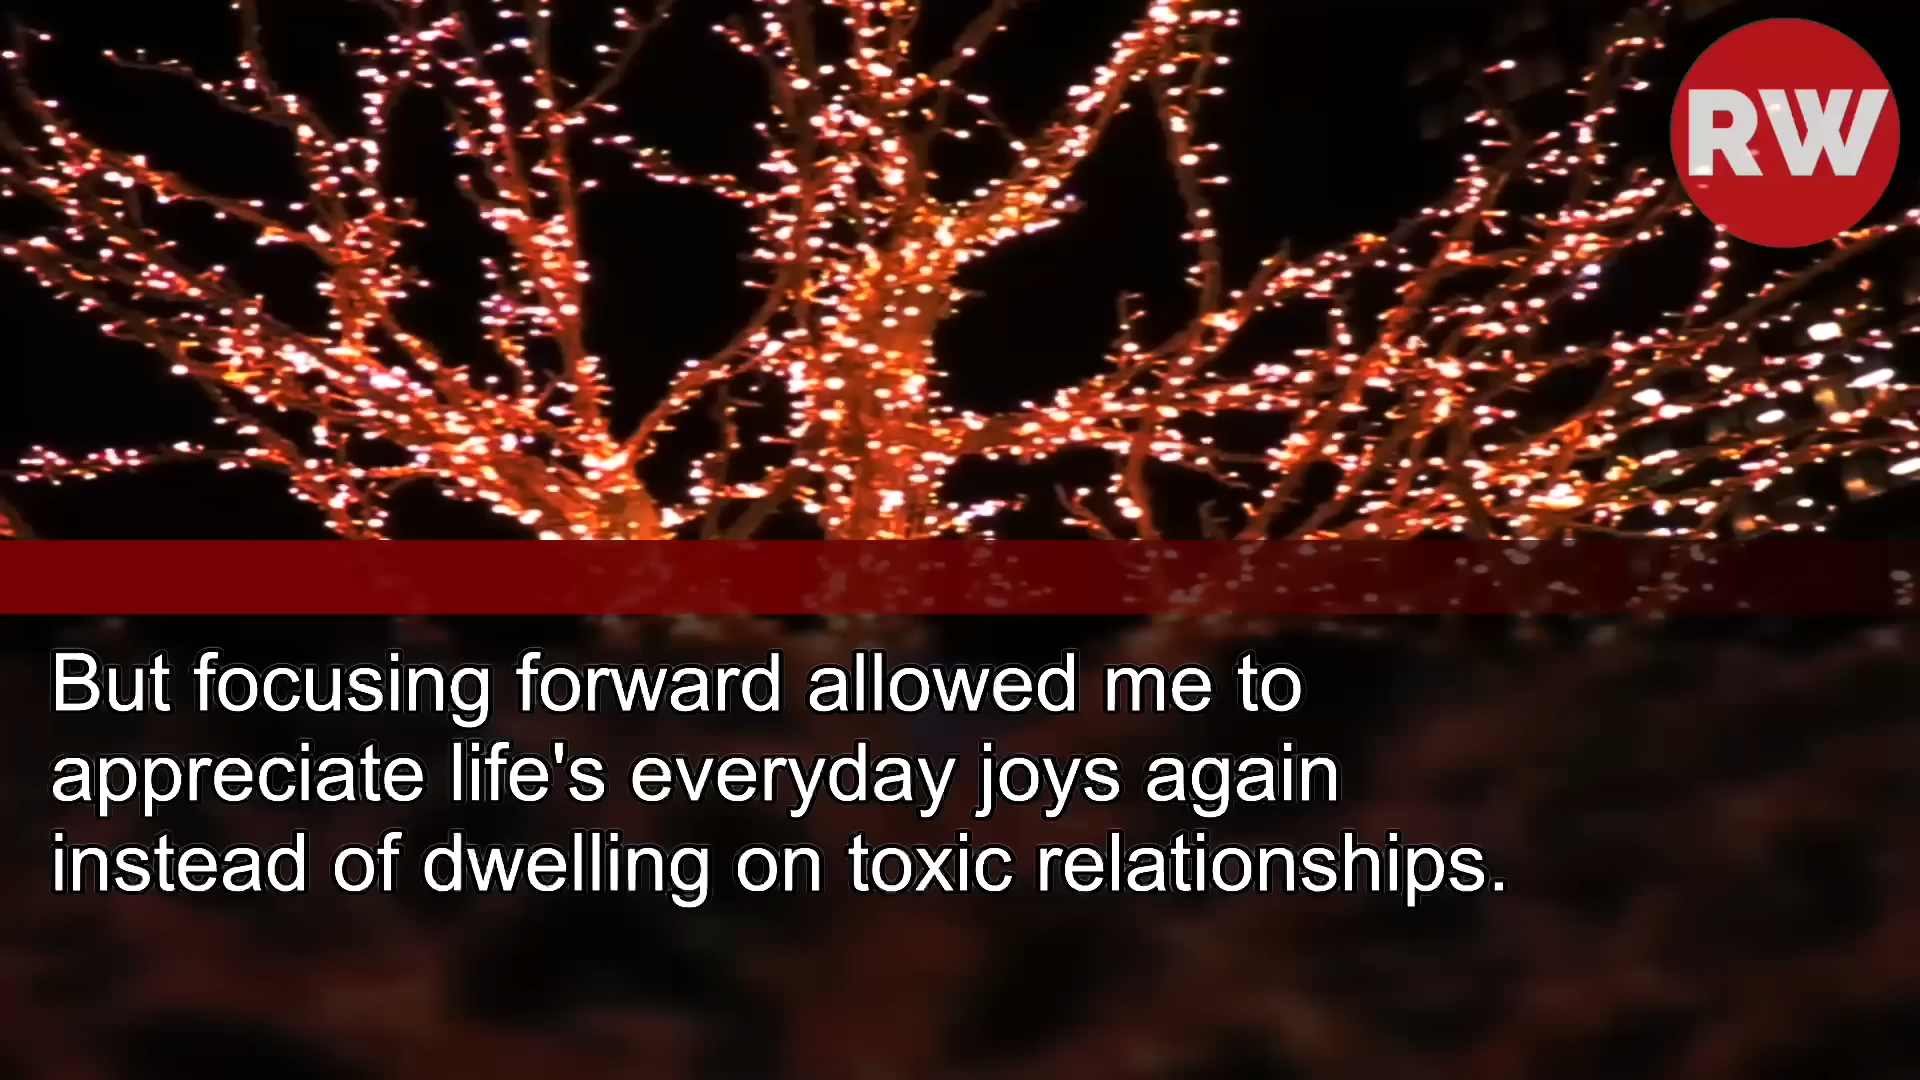 RW
But focusing forward allowed me to
appreciate life's everyday joys again
instead of dwelling on toxic relationships.